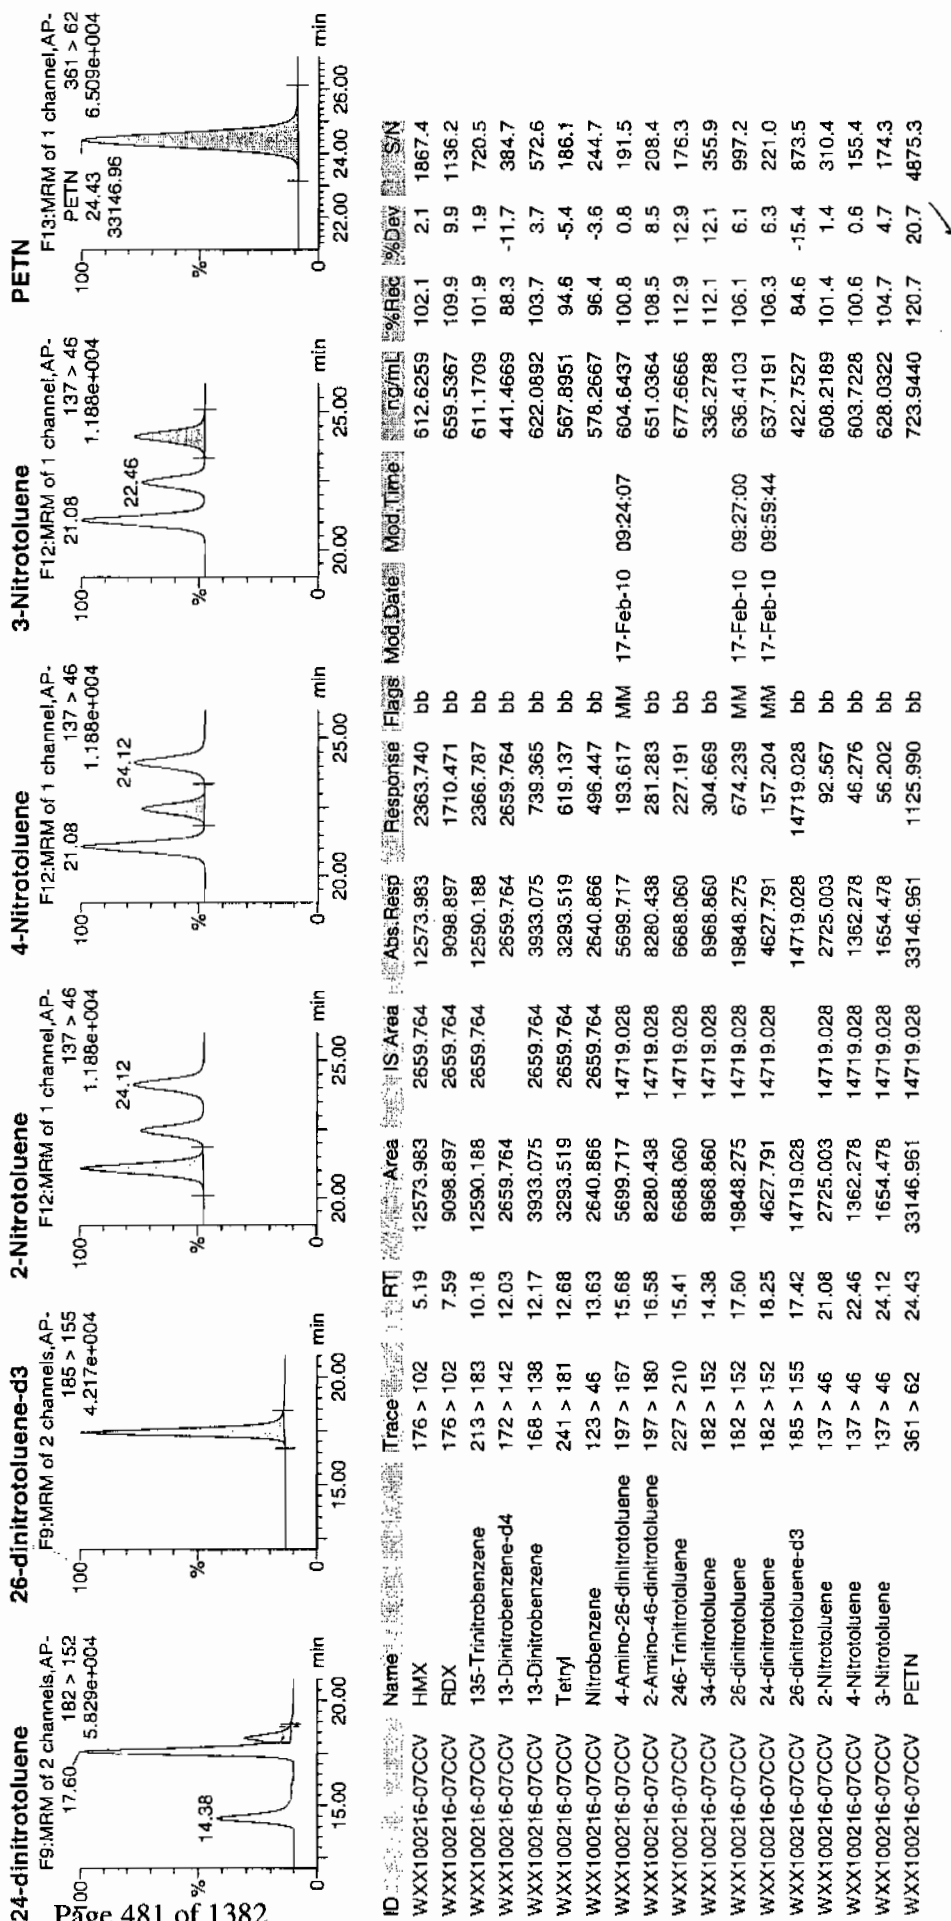 24-dinitrotoluene
F9:MRM of 2 channels,AP-
182 > 152
5.829e+004
100
17.60
14.38
%
0
15.00 20.00 min
26-dinitrotoluene-d3
F9:MRM of 2 channels,AP-
185 > 155
4.217e+004
100
%
0
15.00 20.00 min
2-Nitrotoluene
F12:MRM of 1 channel,AP-
137 > 46
1.188e+004
100
24.12
%
0
20.00 25.00 min
4-Nitrotoluene
F12:MRM of 1 channel,AP-
137 > 46
1.188e+004
100
21.08
24.12
%
0
20.00 25.00 min
3-Nitrotoluene
F12:MRM of 1 channel,AP-
137 > 46
1.188e+004
100
21.08
22.46
%
0
20.00 25.00 min
PETN
F13:MRM of 1 channel,AP-
361 > 62
6.509e+004
100
PETN
24.43
33146.96
%
0
22.00 24.00 26.00 min
ID Name Trace RT Area IS Area Abs.Resp Response Flags Mod.Date Mod.Time ng/mL %Rec %Dev S/N
WXX100216-07CCV HMX 176 > 102 5.19 12573.983 2659.764 12573.983 2363.740 bb 612.6259 102.1 2.1 1867.4
WXX100216-07CCV RDX 176 > 102 7.59 9098.897 2659.764 9098.897 1710.471 bb 659.5367 109.9 9.9 1136.2
WXX100216-07CCV 135-Trinitrobenzene 213 > 183 10.18 12590.188 2659.764 12590.188 2366.787 bb 611.1709 101.9 1.9 720.5
WXX100216-07CCV 13-Dinitrobenzene-d4 172 > 142 12.03 2659.764 2659.764 2659.764 bb 441.4669 88.3 -11.7 384.7
WXX100216-07CCV 13-Dinitrobenzene 168 > 138 12.17 3933.075 2659.764 3933.075 739.365 bb 622.0892 103.7 3.7 572.6
WXX100216-07CCV Tetryl 241 > 181 12.68 3293.519 2659.764 3293.519 619.137 bb 567.8951 94.6 -5.4 186.1
WXX100216-07CCV Nitrobenzene 123 > 46 13.63 2640.866 2659.764 2640.866 496.447 bb 578.2667 96.4 -3.6 244.7
WXX100216-07CCV 4-Amino-26-dinitrotoluene 197 > 167 15.68 5699.717 14719.028 5699.717 193.617 MM 17-Feb-10 09:24:07 604.6437 100.8 0.8 191.5
WXX100216-07CCV 2-Amino-46-dinitrotoluene 197 > 180 16.58 8280.438 14719.028 8280.438 281.283 bb 651.0364 108.5 8.5 208.4
WXX100216-07CCV 246-Trinitrotoluene 227 > 210 15.41 6688.060 14719.028 6688.060 227.191 bb 677.6666 112.9 12.9 176.3
WXX100216-07CCV 34-dinitrotoluene 182 > 152 14.38 8968.860 14719.028 8968.860 304.669 bb 336.2788 112.1 12.1 355.9
WXX100216-07CCV 26-dinitrotoluene 182 > 152 17.60 19848.275 14719.028 19848.275 674.239 MM 17-Feb-10 09:27:00 636.4103 106.1 6.1 997.2
WXX100216-07CCV 24-dinitrotoluene 182 > 152 18.25 4627.791 14719.028 4627.791 157.204 MM 17-Feb-10 09:59:44 637.7191 106.3 6.3 221.0
WXX100216-07CCV 26-dinitrotoluene-d3 185 > 155 17.42 14719.028 14719.028 14719.028 bb 422.7527 84.6 -15.4 873.5
WXX100216-07CCV 2-Nitrotoluene 137 > 46 21.08 2725.003 14719.028 2725.003 92.567 bb 608.2189 101.4 1.4 310.4
WXX100216-07CCV 4-Nitrotoluene 137 > 46 22.46 1362.278 14719.028 1362.278 46.276 bb 603.7228 100.6 0.6 155.4
WXX100216-07CCV 3-Nitrotoluene 137 > 46 24.12 1654.478 14719.028 1654.478 56.202 bb 628.0322 104.7 4.7 174.3
WXX100216-07CCV PETN 361 > 62 24.43 33146.961 14719.028 33146.961 1125.990 bb 723.9440 120.7 20.7 4875.3
Page 481 of 1382